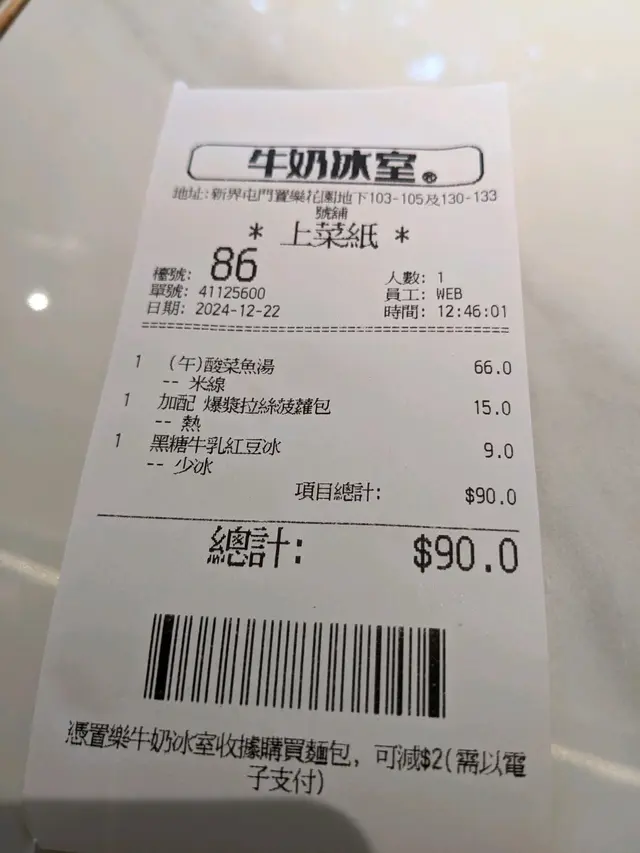 牛奶冰室®
地址:新界屯門置樂花園地下103-105及130-133
號舖
* 上菜紙 *
檯號: 86 人數: 1
單號: 41125600 員工: WEB
日期: 2024-12-22 時間: 12:46:01
1 (午)酸菜魚湯 66.0
-- 米線
1 加配 爆漿拉絲菠蘿包 15.0
-- 熱
1 黑糖牛乳紅豆冰 9.0
-- 少冰
項目總計: $90.0
總計: $90.0
憑置樂牛奶冰室收據購買麵包, 可減$2(需以電
子支付)